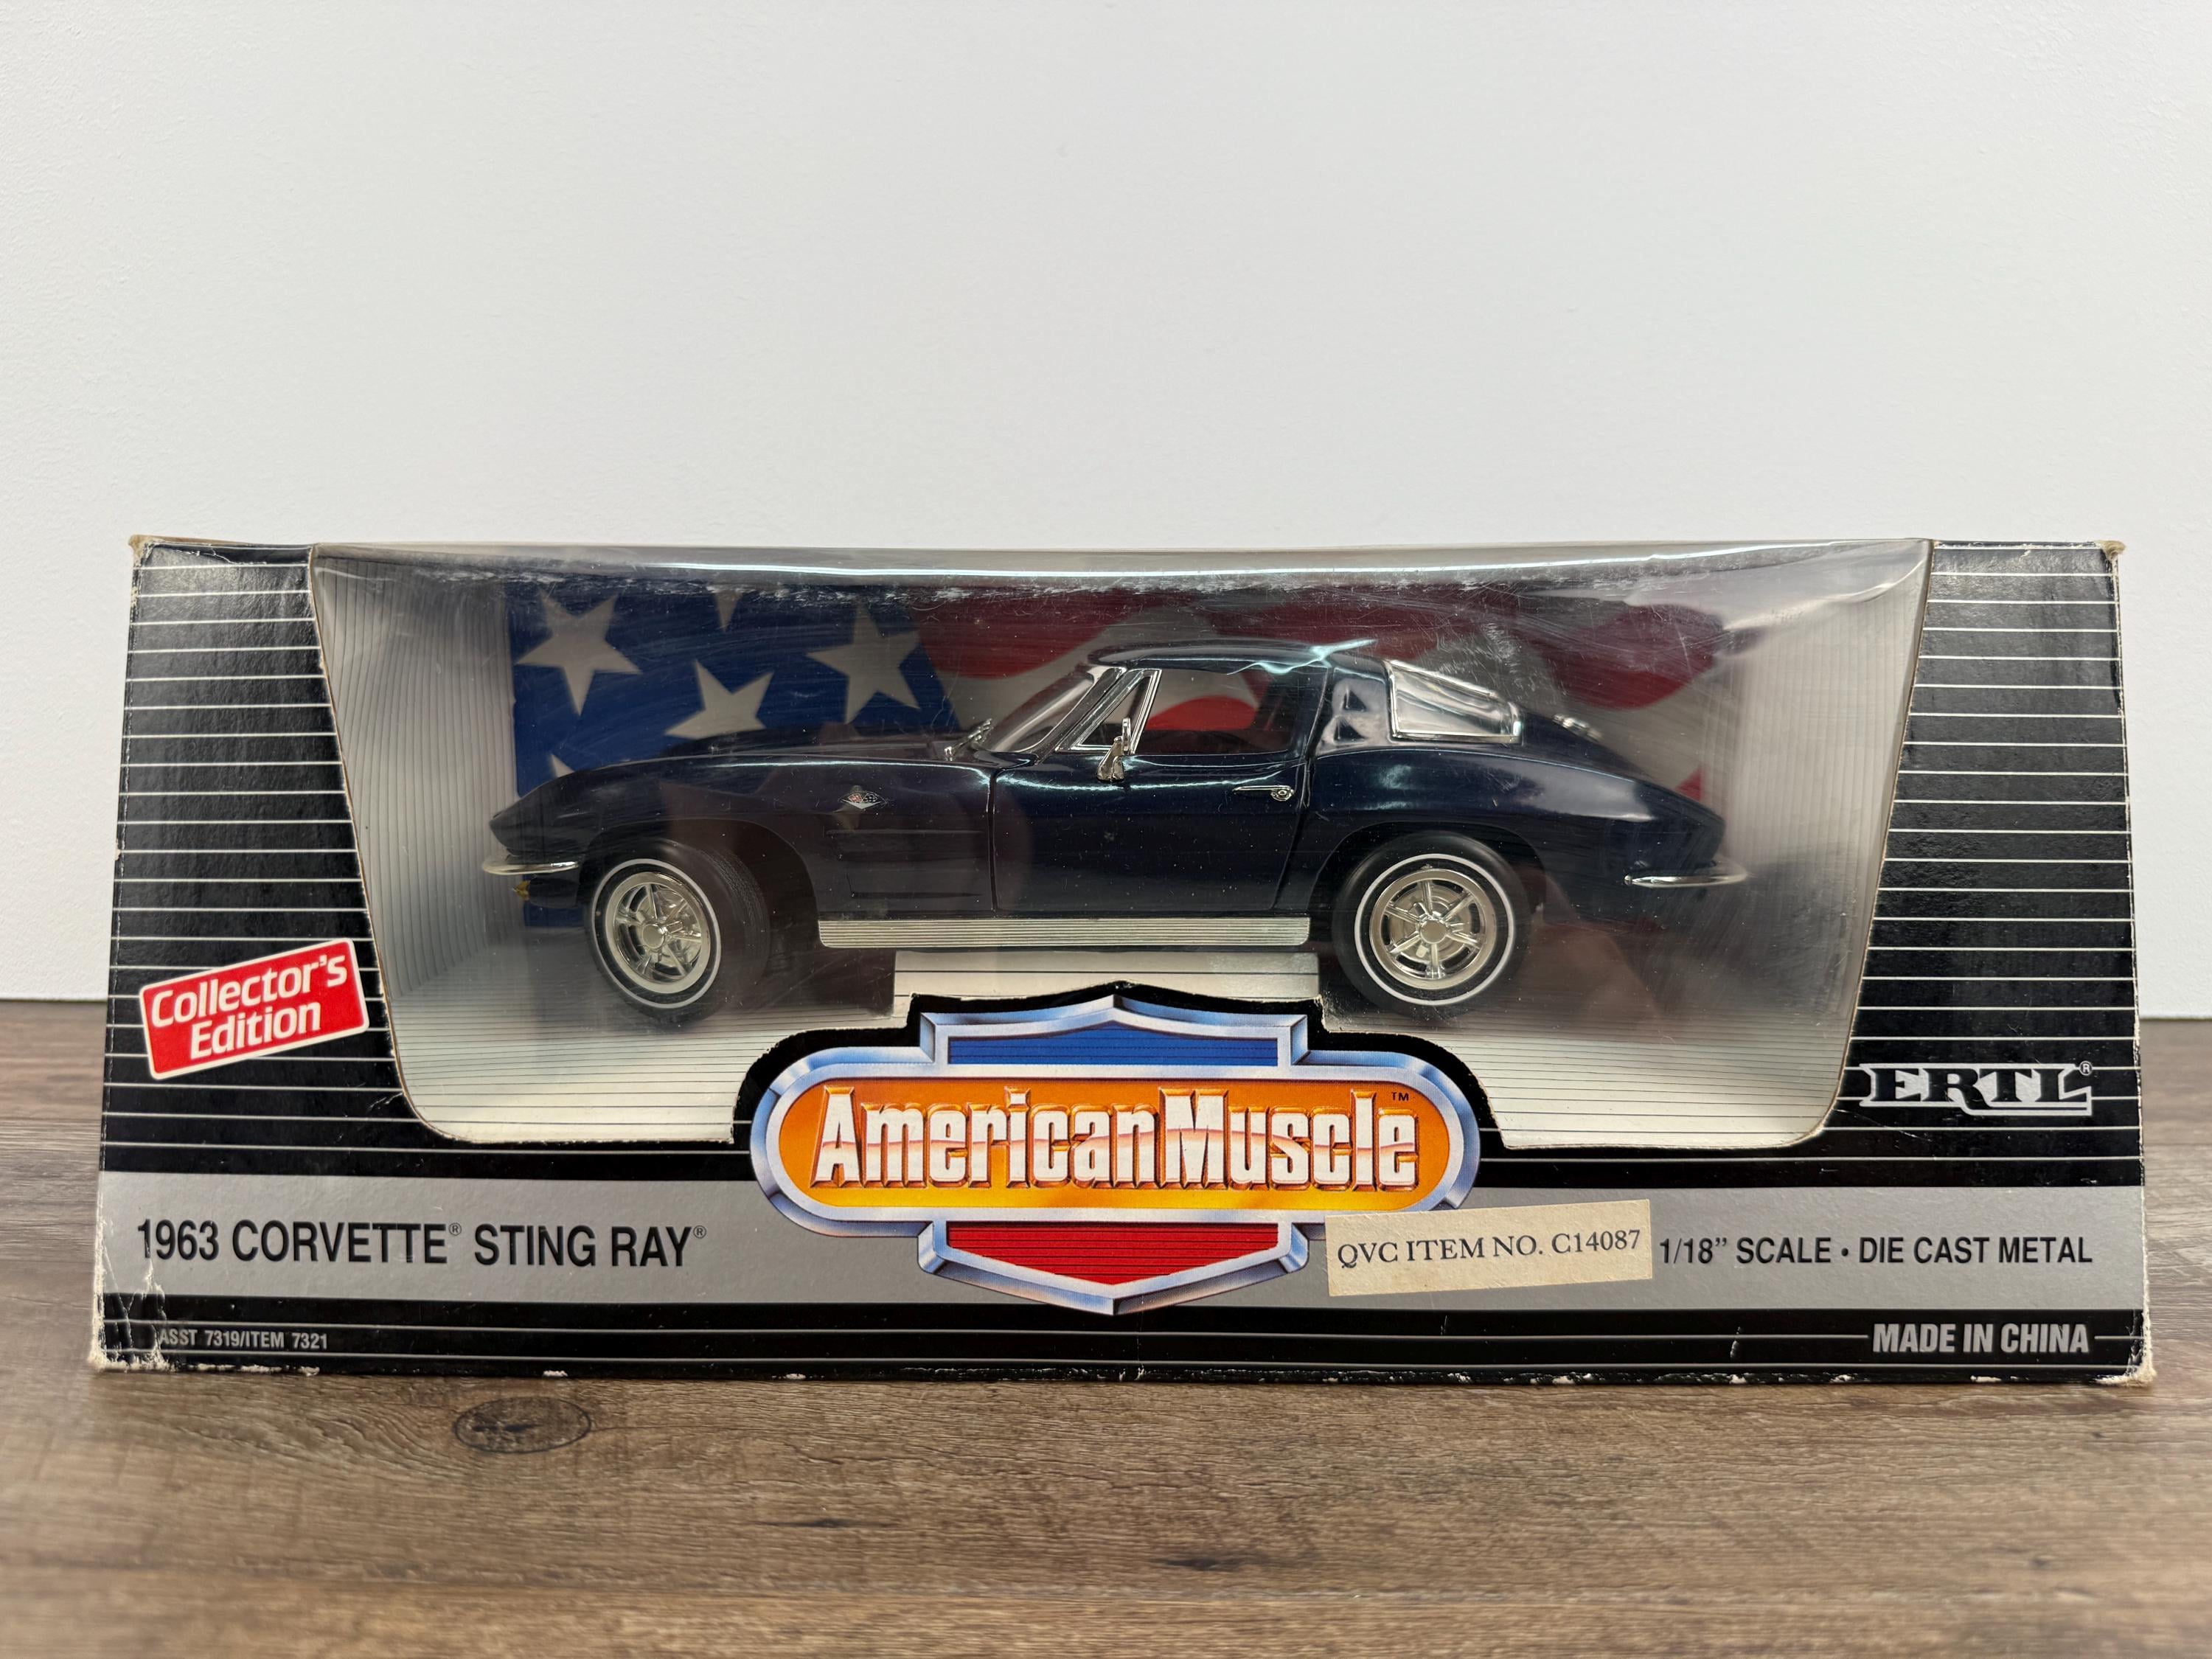 Collector's
Edition
ERTL®
AmericanMuscle™
1963 CORVETTE® STING RAY®
QVC ITEM NO. C14087
1/18" SCALE • DIE CAST METAL
ASST 7319/ITEM 7321
MADE IN CHINA